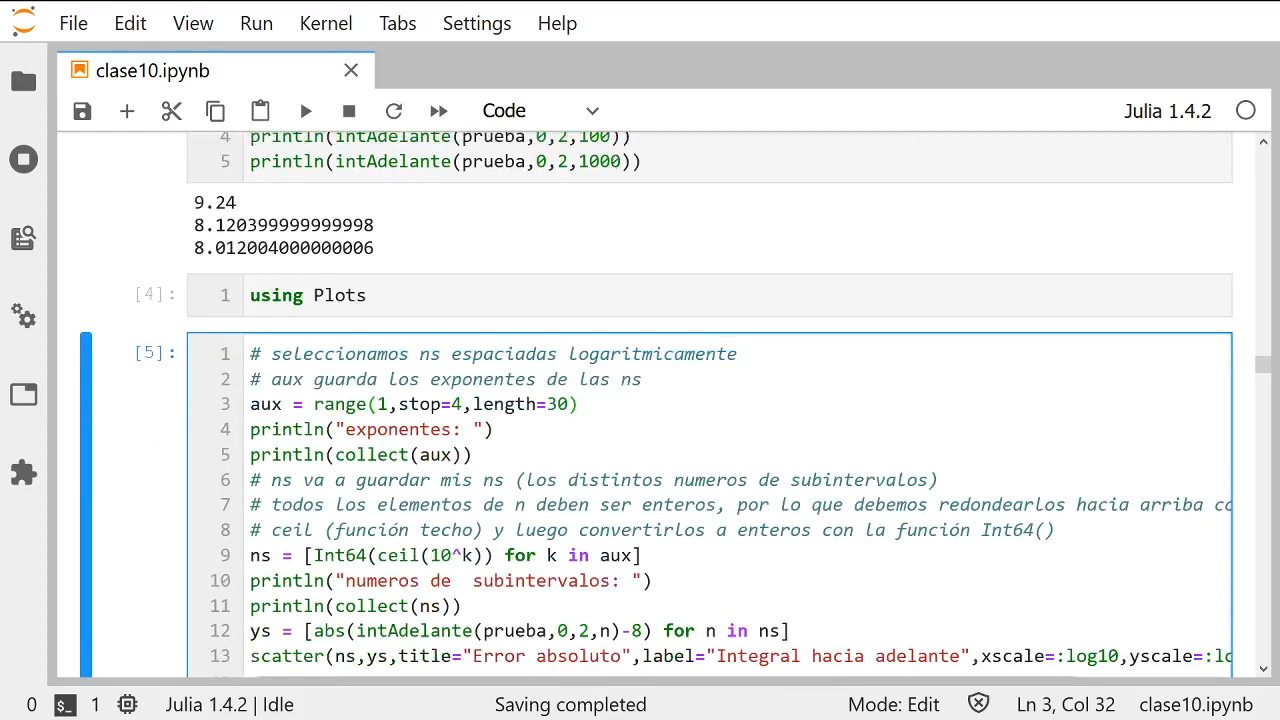 File Edit View Run Kernel Tabs Settings Help
clase10.ipynb
Code Julia 1.4.2
4 println(intAdelante(prueba,0,2,100))
5 println(intAdelante(prueba,0,2,1000))
9.24
8.120399999999998
8.012004000000006
[4]: 1 using Plots
[5]: 1 # seleccionamos ns espaciadas logaritmicamente
2 # aux guarda los exponentes de las ns
3 aux = range(1,stop=4,length=30)
4 println("exponentes: ")
5 println(collect(aux))
6 # ns va a guardar mis ns (los distintos numeros de subintervalos)
7 # todos los elementos de n deben ser enteros, por lo que debemos redondearlos hacia arriba
8 # ceil (función techo) y luego convertirlos a enteros con la función Int64()
9 ns = [Int64(ceil(10^k)) for k in aux]
10 println("numeros de  subintervalos: ")
11 println(collect(ns))
12 ys = [abs(intAdelante(prueba,0,2,n)-8) for n in ns]
13 scatter(ns,ys,title="Error absoluto",label="Integral hacia adelante",xscale=:log10,yscale=:lo
0 $_ 1 Julia 1.4.2 | Idle Saving completed Mode: Edit Ln 3, Col 32 clase10.ipynb